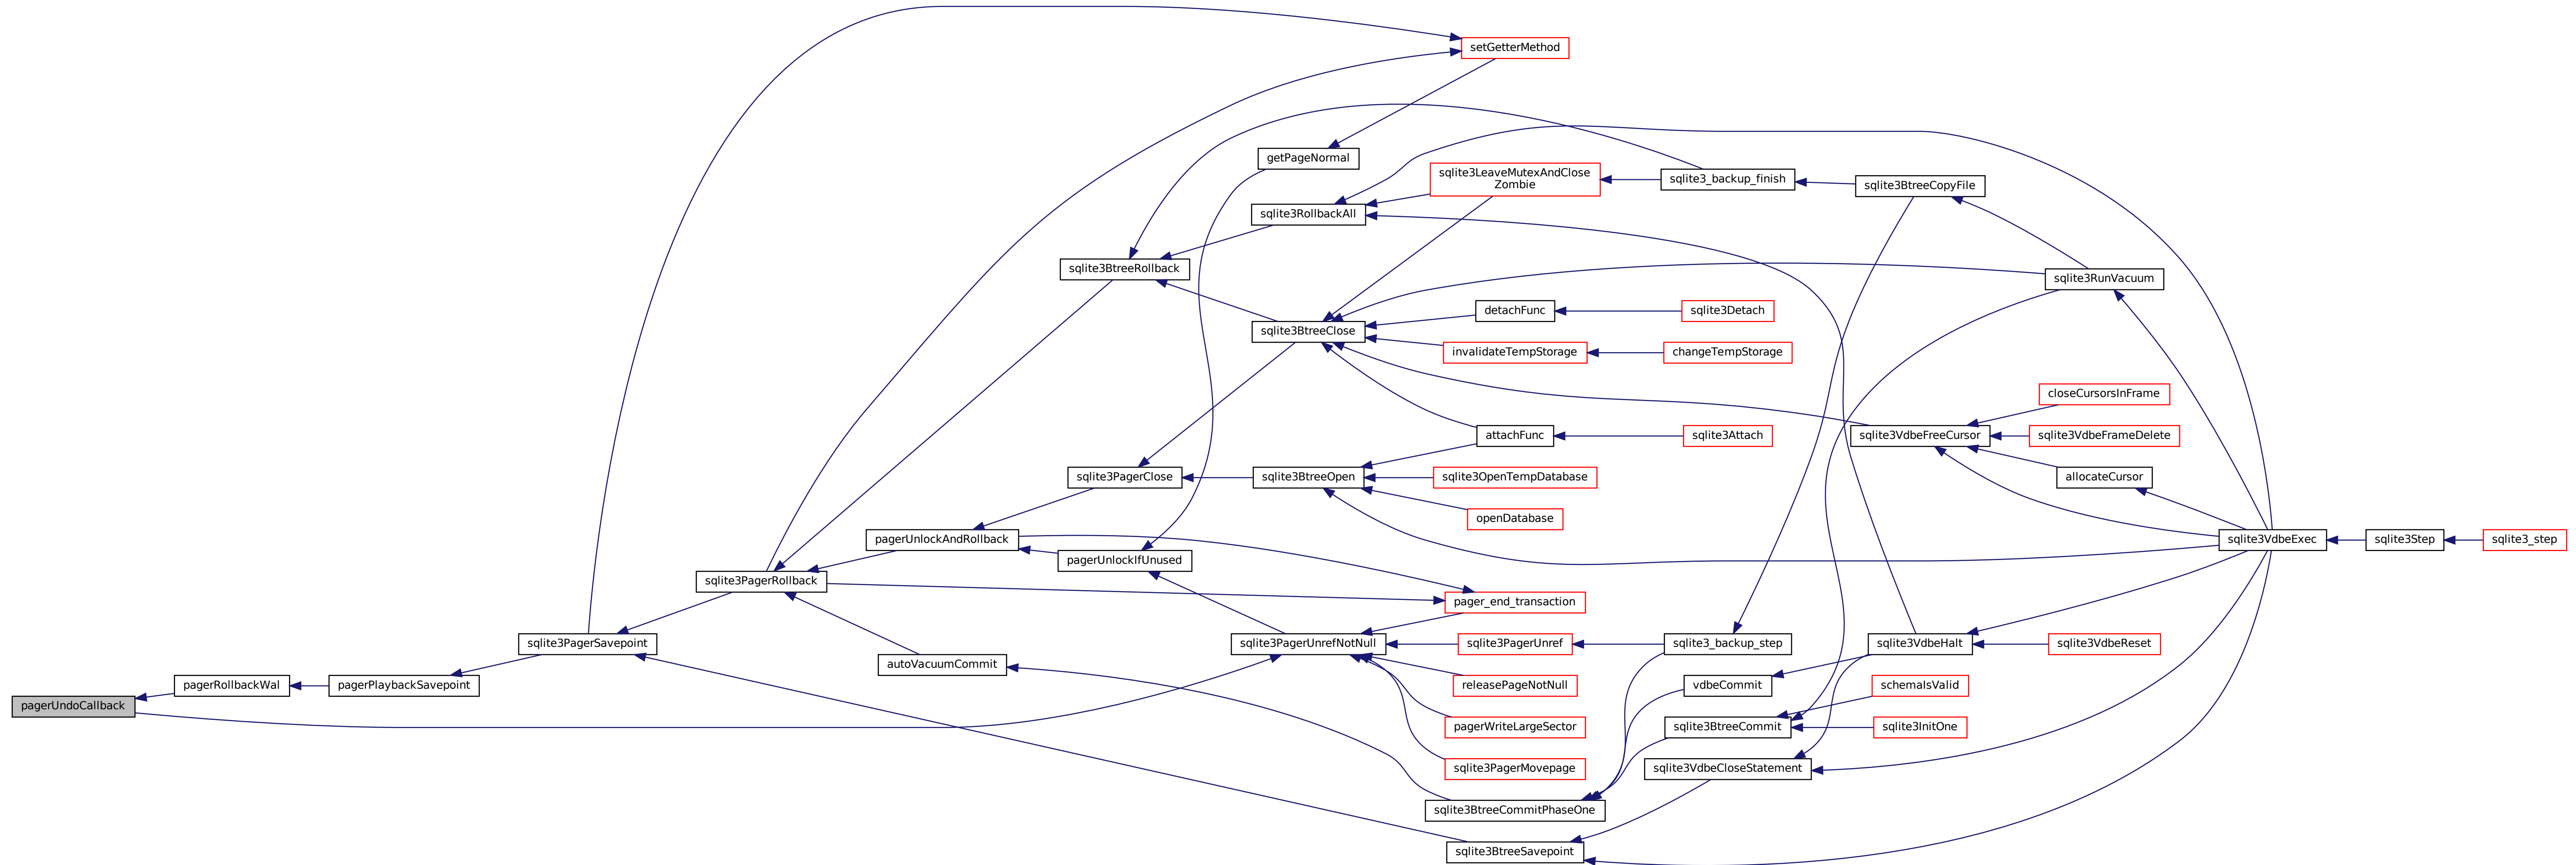 setGetterMethod
getPageNormal
sqlite3LeaveMutexAndClose
Zombie
sqlite3_backup_finish
sqlite3BtreeCopyFile
sqlite3RollbackAll
sqlite3BtreeRollback
sqlite3RunVacuum
detachFunc
sqlite3Detach
sqlite3BtreeClose
invalidateTempStorage
changeTempStorage
closeCursorsInFrame
attachFunc
sqlite3Attach
sqlite3VdbeFreeCursor
sqlite3VdbeFrameDelete
sqlite3PagerClose
sqlite3BtreeOpen
sqlite3OpenTempDatabase
allocateCursor
openDatabase
pagerUnlockAndRollback
sqlite3VdbeExec
sqlite3Step
sqlite3_step
pagerUnlockIfUnused
sqlite3PagerRollback
pager_end_transaction
sqlite3PagerSavepoint
sqlite3PagerUnrefNotNull
sqlite3PagerUnref
sqlite3_backup_step
sqlite3VdbeHalt
sqlite3VdbeReset
autoVacuumCommit
pagerRollbackWal
pagerPlaybackSavepoint
releasePageNotNull
vdbeCommit
schemaIsValid
pagerUndoCallback
pagerWriteLargeSector
sqlite3BtreeCommit
sqlite3InitOne
sqlite3PagerMovepage
sqlite3VdbeCloseStatement
sqlite3BtreeCommitPhaseOne
sqlite3BtreeSavepoint